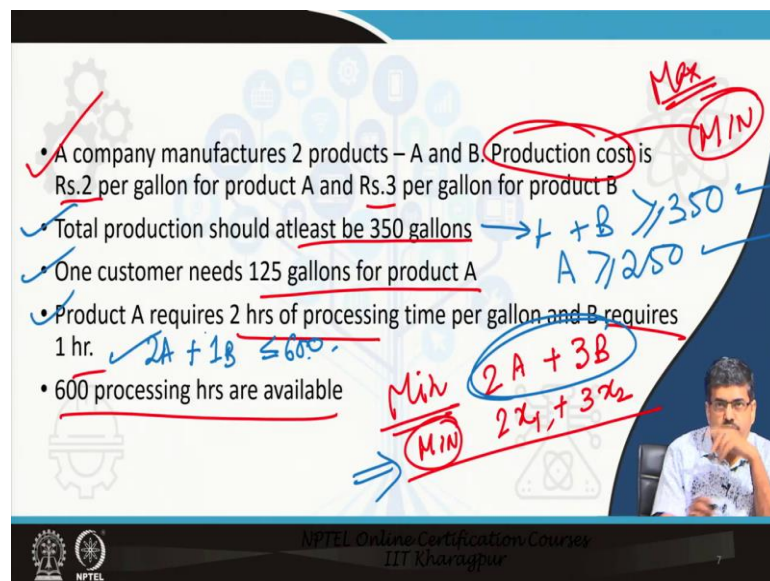 Max
MIN
• A company manufactures 2 products – A and B. Production cost is
Rs.2 per gallon for product A and Rs.3 per gallon for product B
• Total production should atleast be 350 gallons → + + B ≥ 350
• One customer needs 125 gallons for product A
A ≥ 250
• Product A requires 2 hrs of processing time per gallon and B requires
1 hr. 2A + 1B ≤ 600.
• 600 processing hrs are available
Min 2A + 3B
MIN 2x1 + 3x2
NPTEL Online Certification Courses
IIT Kharagpur
NPTEL
7